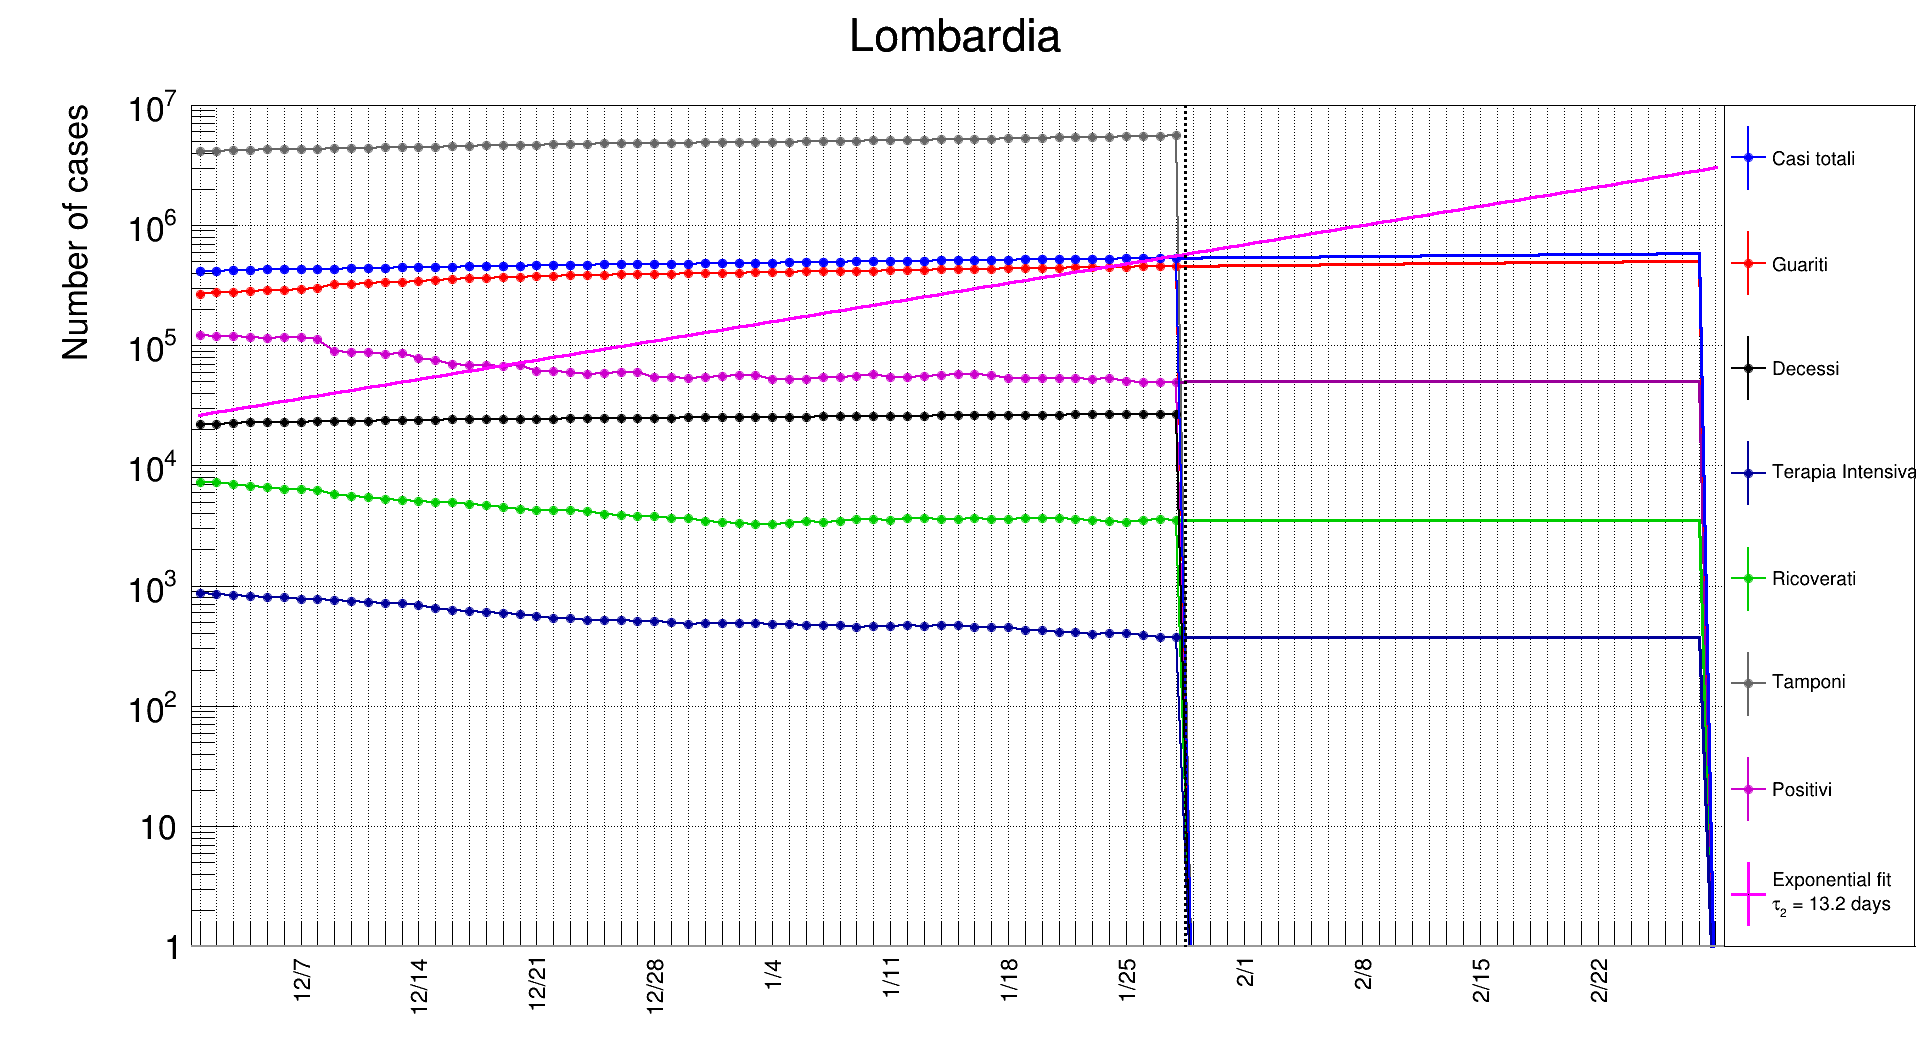 Lombardia
Number of cases
10^7
10^6
10^5
10^4
10^3
10^2
10
1
12/7
12/14
12/21
12/28
1/4
1/11
1/18
1/25
2/1
2/8
2/15
2/22
Casi totali
Guariti
Decessi
Terapia Intensiva
Ricoverati
Tamponi
Positivi
Exponential fit
τ_2 = 13.2 days